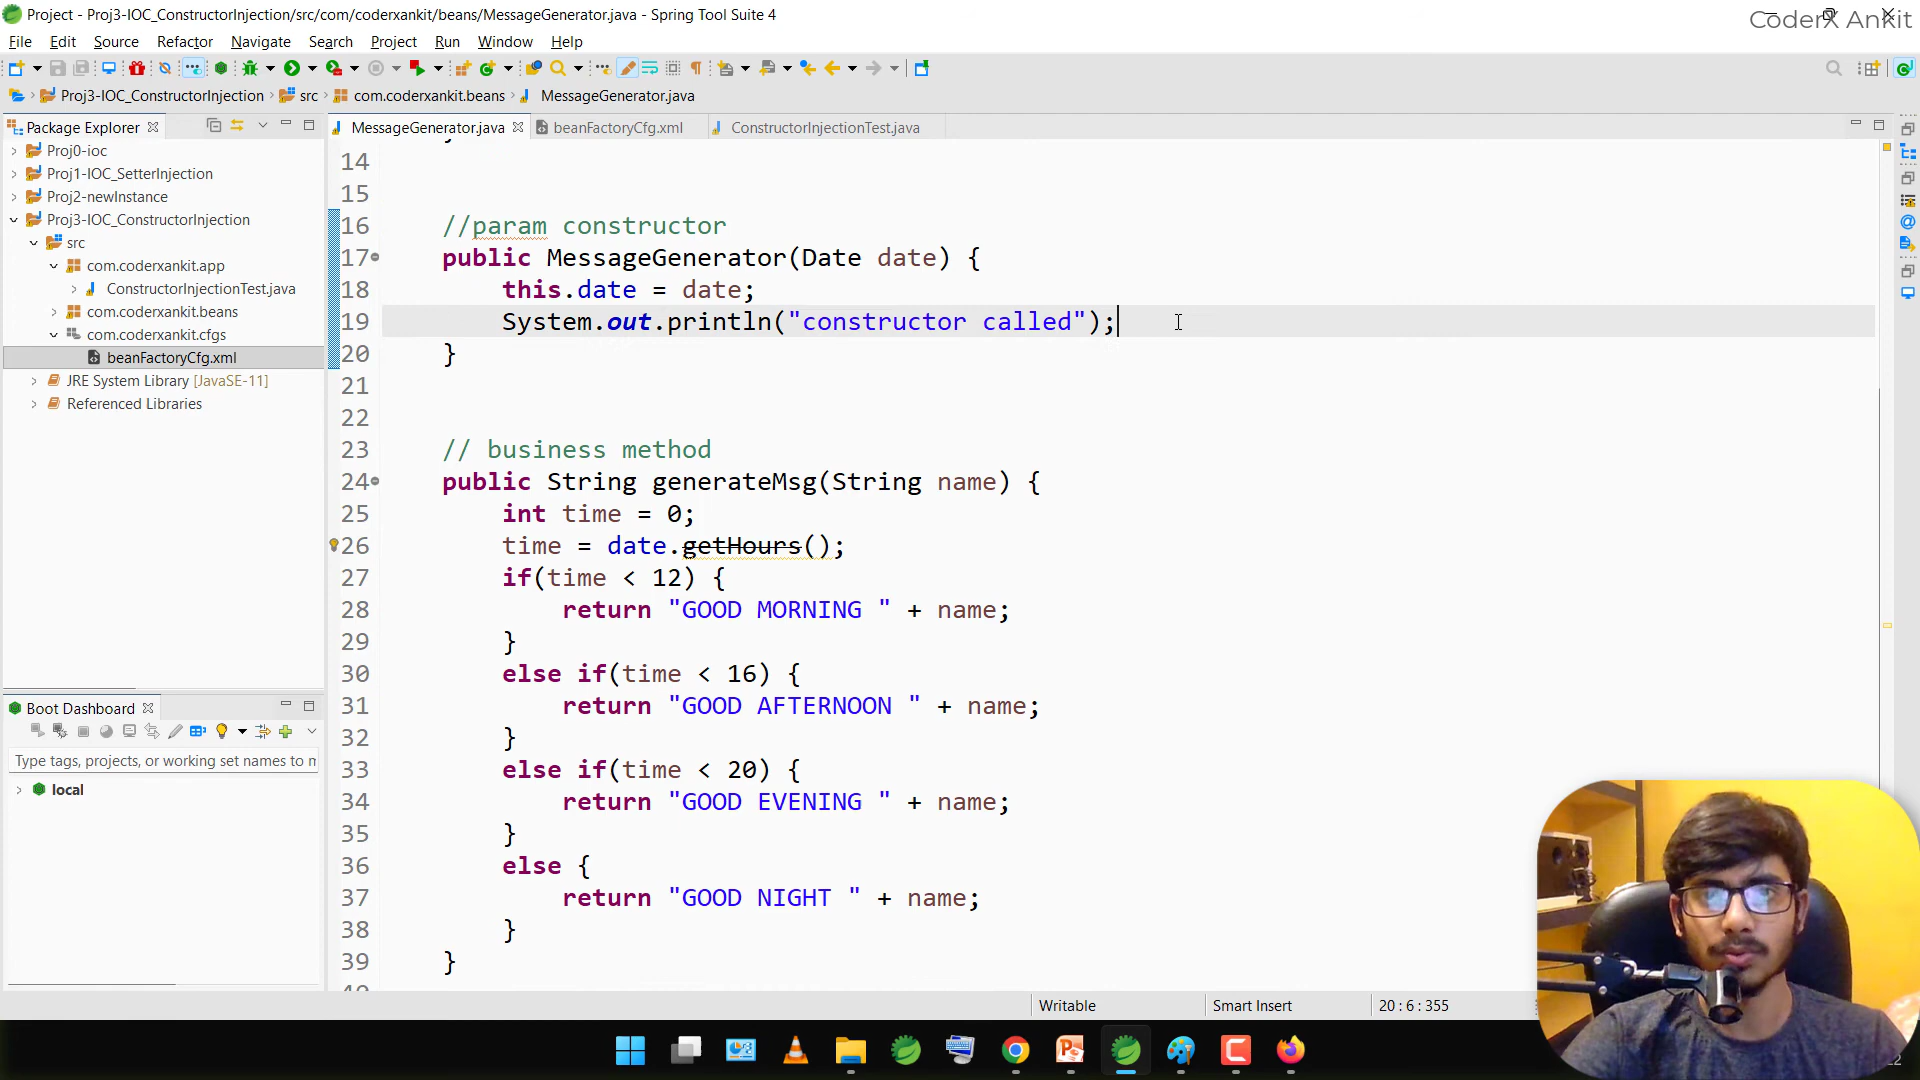 Project - Proj3-IOC_ConstructorInjection/src/com/coderxankit/beans/MessageGenerator.java - Spring Tool Suite 4
CoderX Ankit
File Edit Source Refactor Navigate Search Project Run Window Help
Proj3-IOC_ConstructorInjection src com.coderxankit.beans MessageGenerator.java
Package Explorer
Proj0-ioc
Proj1-IOC_SetterInjection
Proj2-newInstance
Proj3-IOC_ConstructorInjection
src
com.coderxankit.app
ConstructorInjectionTest.java
com.coderxankit.beans
com.coderxankit.cfgs
beanFactoryCfg.xml
JRE System Library [JavaSE-11]
Referenced Libraries
Boot Dashboard
Type tags, projects, or working set names to m
local
MessageGenerator.java beanFactoryCfg.xml ConstructorInjectionTest.java
14
15
16 //param constructor
17 public MessageGenerator(Date date) {
18 this.date = date;
19 System.out.println("constructor called");
20 }
21
22
23 // business method
24 public String generateMsg(String name) {
25 int time = 0;
26 time = date.getHours();
27 if(time < 12) {
28 return "GOOD MORNING " + name;
29 }
30 else if(time < 16) {
31 return "GOOD AFTERNOON " + name;
32 }
33 else if(time < 20) {
34 return "GOOD EVENING " + name;
35 }
36 else {
37 return "GOOD NIGHT " + name;
38 }
39 }
Writable Smart Insert 20 : 6 : 355